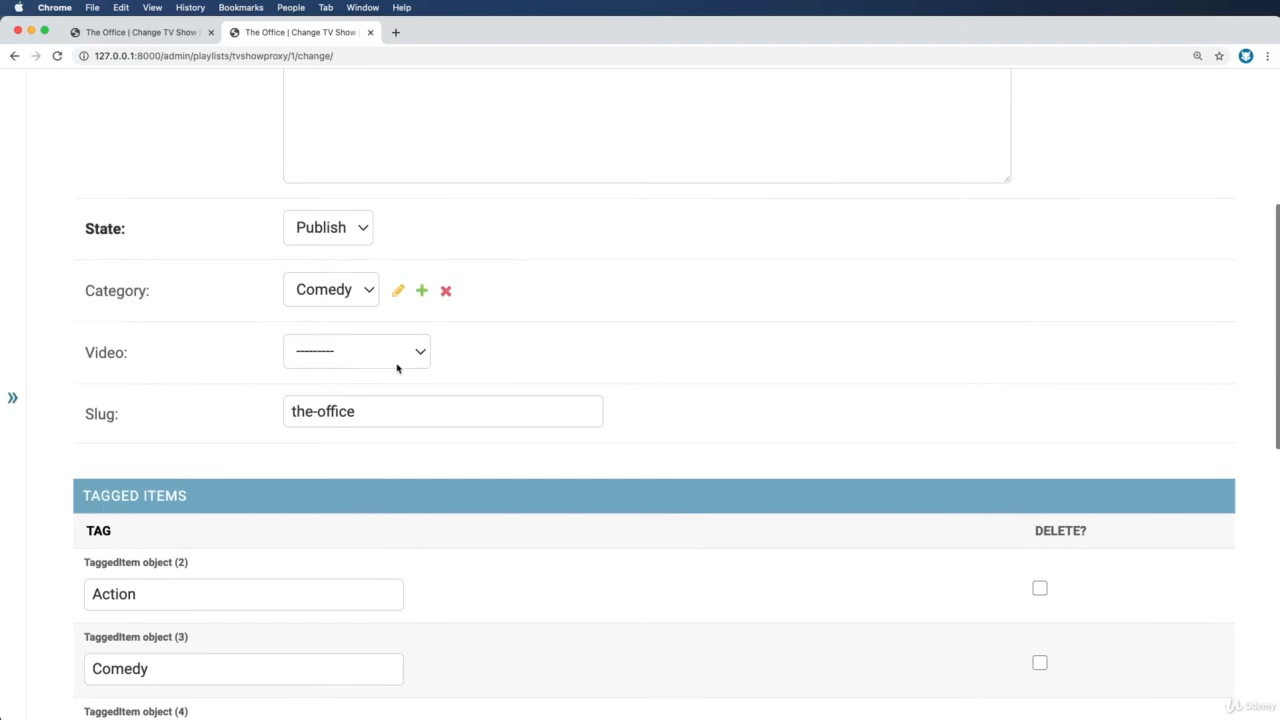 Chrome File Edit View History Bookmarks People Tab Window Help
The Office | Change TV Show
The Office | Change TV Show
127.0.0.1:8000/admin/playlists/tvshowproxy/1/change/
State:
Publish
Category:
Comedy
Video:
---------
Slug:
the-office
TAGGED ITEMS
TAG
DELETE?
TaggedItem object (2)
Action
TaggedItem object (3)
Comedy
TaggedItem object (4)
Udemy